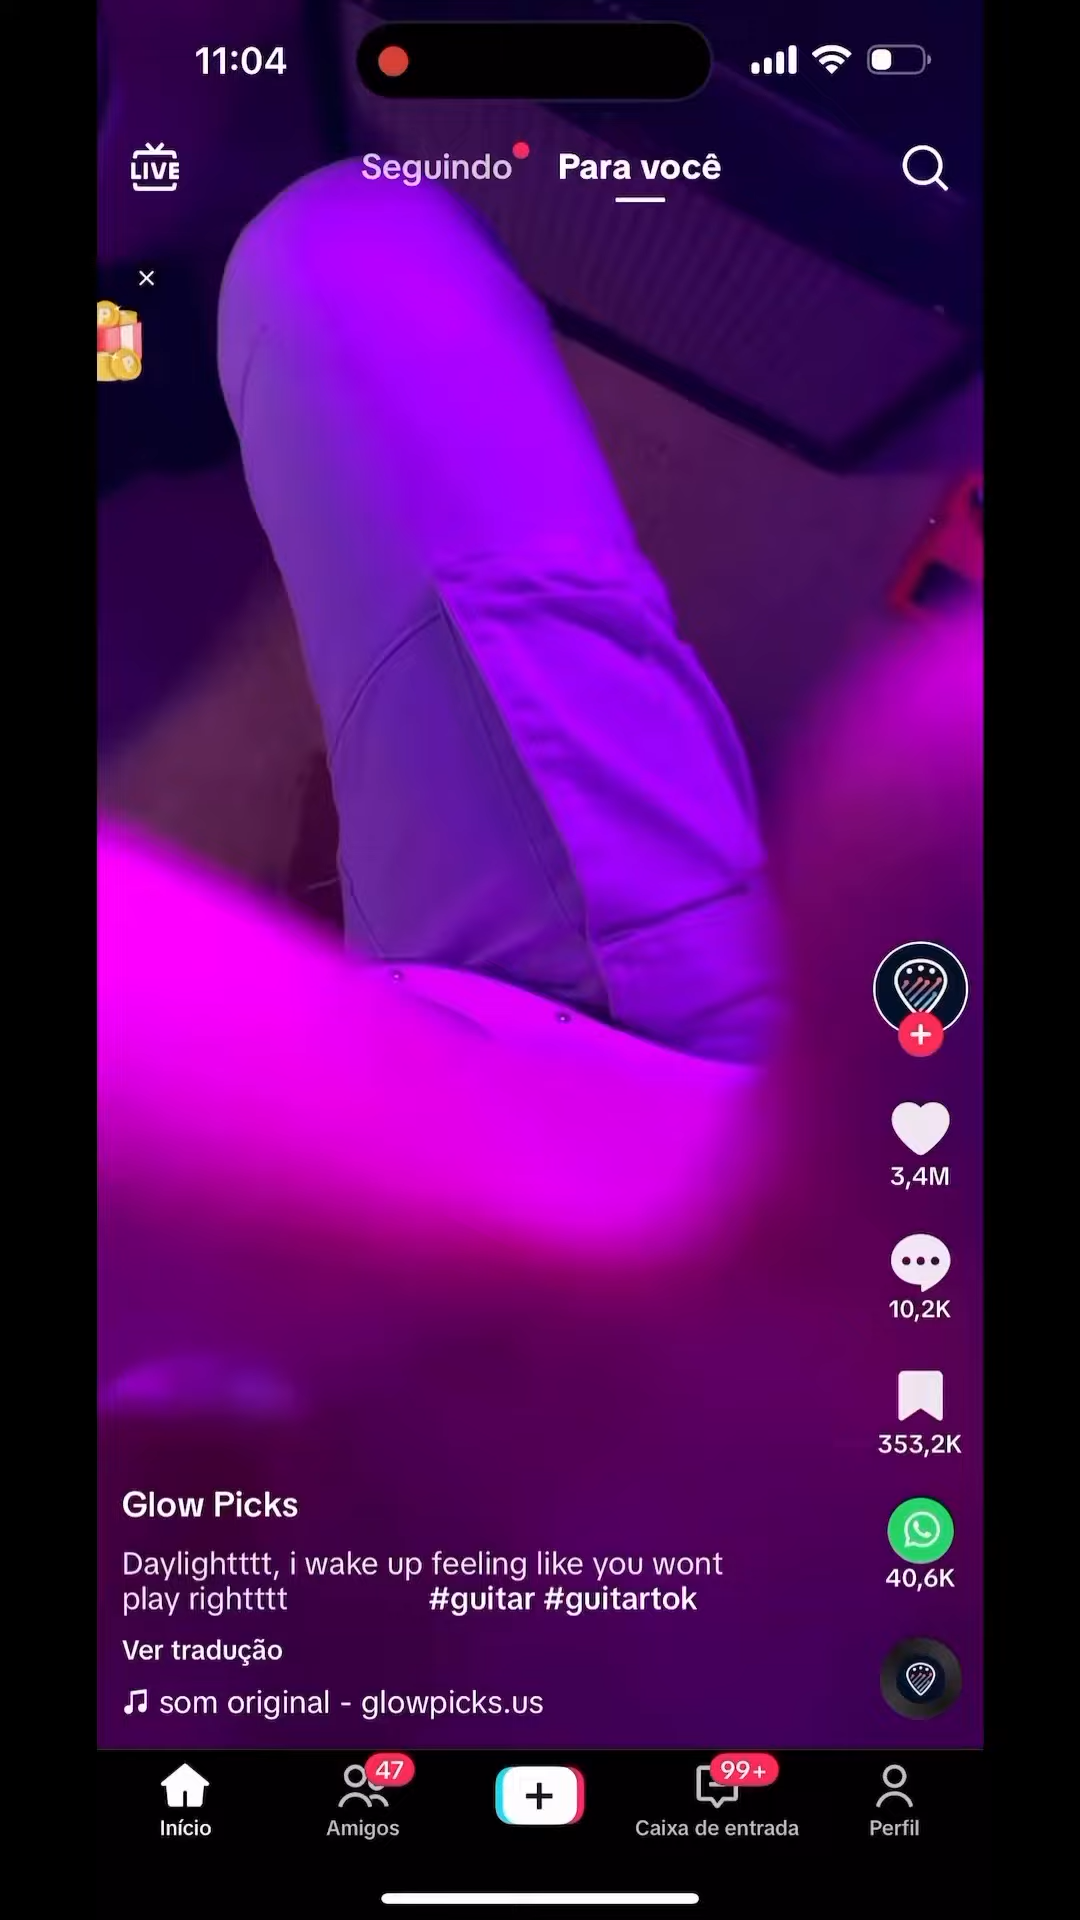 11:04
LIVE
Seguindo
Para você
3,4M
10,2K
353,2K
40,6K
Glow Picks
Daylightttt, i wake up feeling like you wont
play rightttt #guitar #guitartok
Ver tradução
som original - glowpicks.us
47
99+
Início
Amigos
Caixa de entrada
Perfil